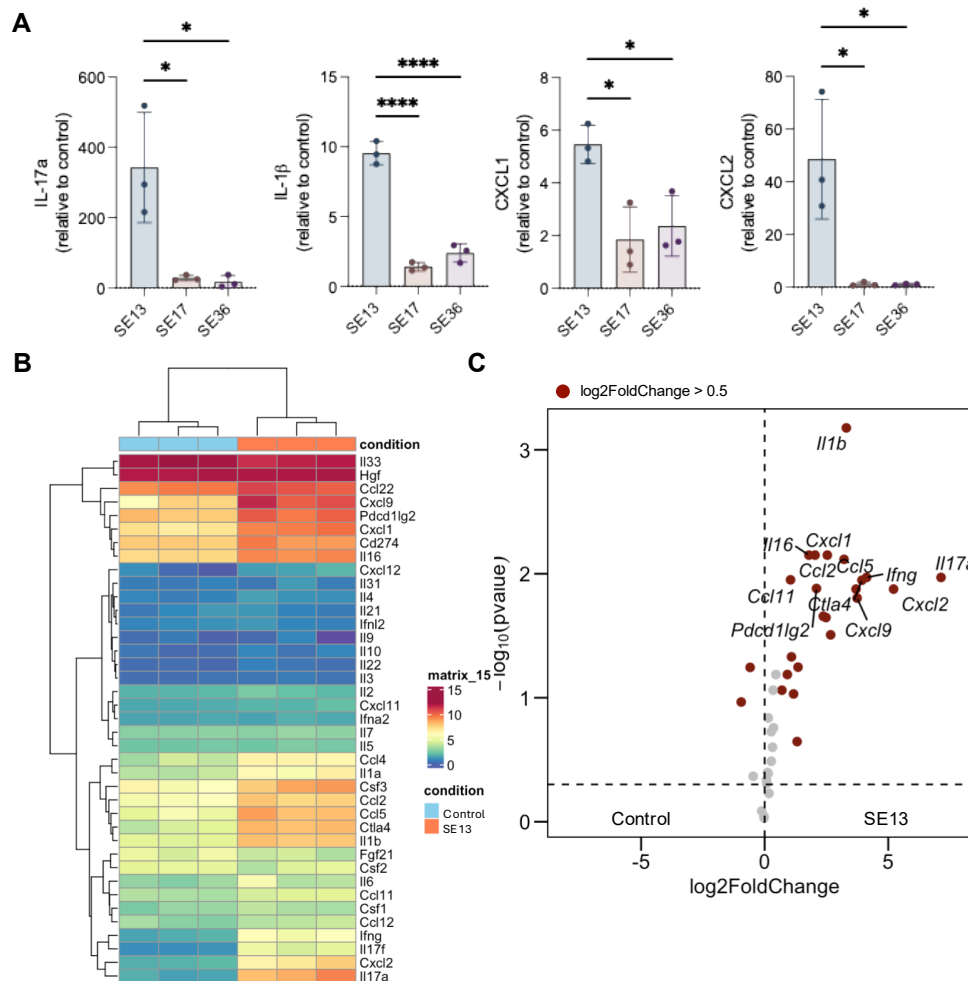 A
IL-17a
(relative to control)
600
400
200
0
*
*
SE13
SE17
SE36
IL-1β
(relative to control)
15
10
5
0
****
****
SE13
SE17
SE36
CXCL1
(relative to control)
8
6
4
2
0
*
*
SE13
SE17
SE36
CXCL2
(relative to control)
80
60
40
20
0
*
*
SE13
SE17
SE36
B
condition
Il33
Hgf
Ccl22
Cxcl9
Pdcd1lg2
Cxcl1
Cd274
Il16
Cxcl12
Il31
Il4
Il21
Ifnl2
Il9
Il10
Il22
Il3
Il2
Cxcl11
Ifna2
Il7
Il5
Ccl4
Il1a
Csf3
Ccl2
Ccl5
Ctla4
Il1b
Fgf21
Csf2
Il6
Ccl11
Csf1
Ccl12
Ifng
Il17f
Cxcl2
Il17a
matrix_15
15
10
5
0
condition
Control
SE13
C
log2FoldChange > 0.5
−log10(pvalue)
3
2
1
0
Il1b
Il16
Cxcl1
Ccl2
Ccl5
Ifng
Il17a
Ccl11
Ctla4
Cxcl2
Pdcd1lg2
Cxcl9
Control
SE13
-5
0
5
log2FoldChange